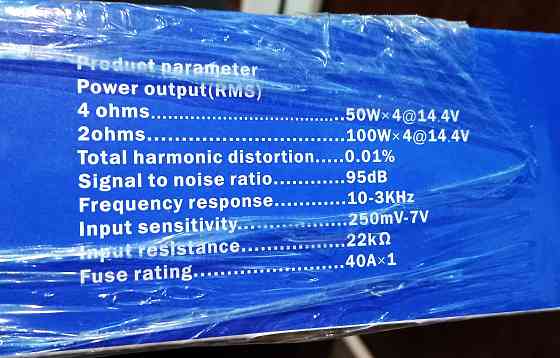 Product parameter
Power output(RMS)
4 ohms....................................50W×4@14.4V
2ohms....................................100W×4@14.4V
Total harmonic distortion.....0.01%
Signal to noise ratio............95dB
Frequency response............10-3KHz
Input sensitivity...................250mV-7V
Input resistance...................22kΩ
Fuse rating..........................40A×1